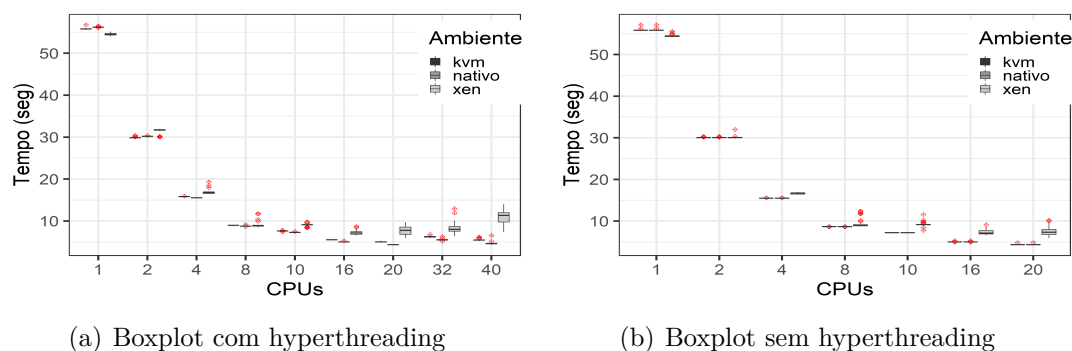 Tempo (seg)
50
40
30
20
10
Ambiente
kvm
nativo
xen
1 2 4 8 10 16 20 32 40
CPUs
(a) Boxplot com hyperthreading
Tempo (seg)
50
40
30
20
10
Ambiente
kvm
nativo
xen
1 2 4 8 10 16 20
CPUs
(b) Boxplot sem hyperthreading